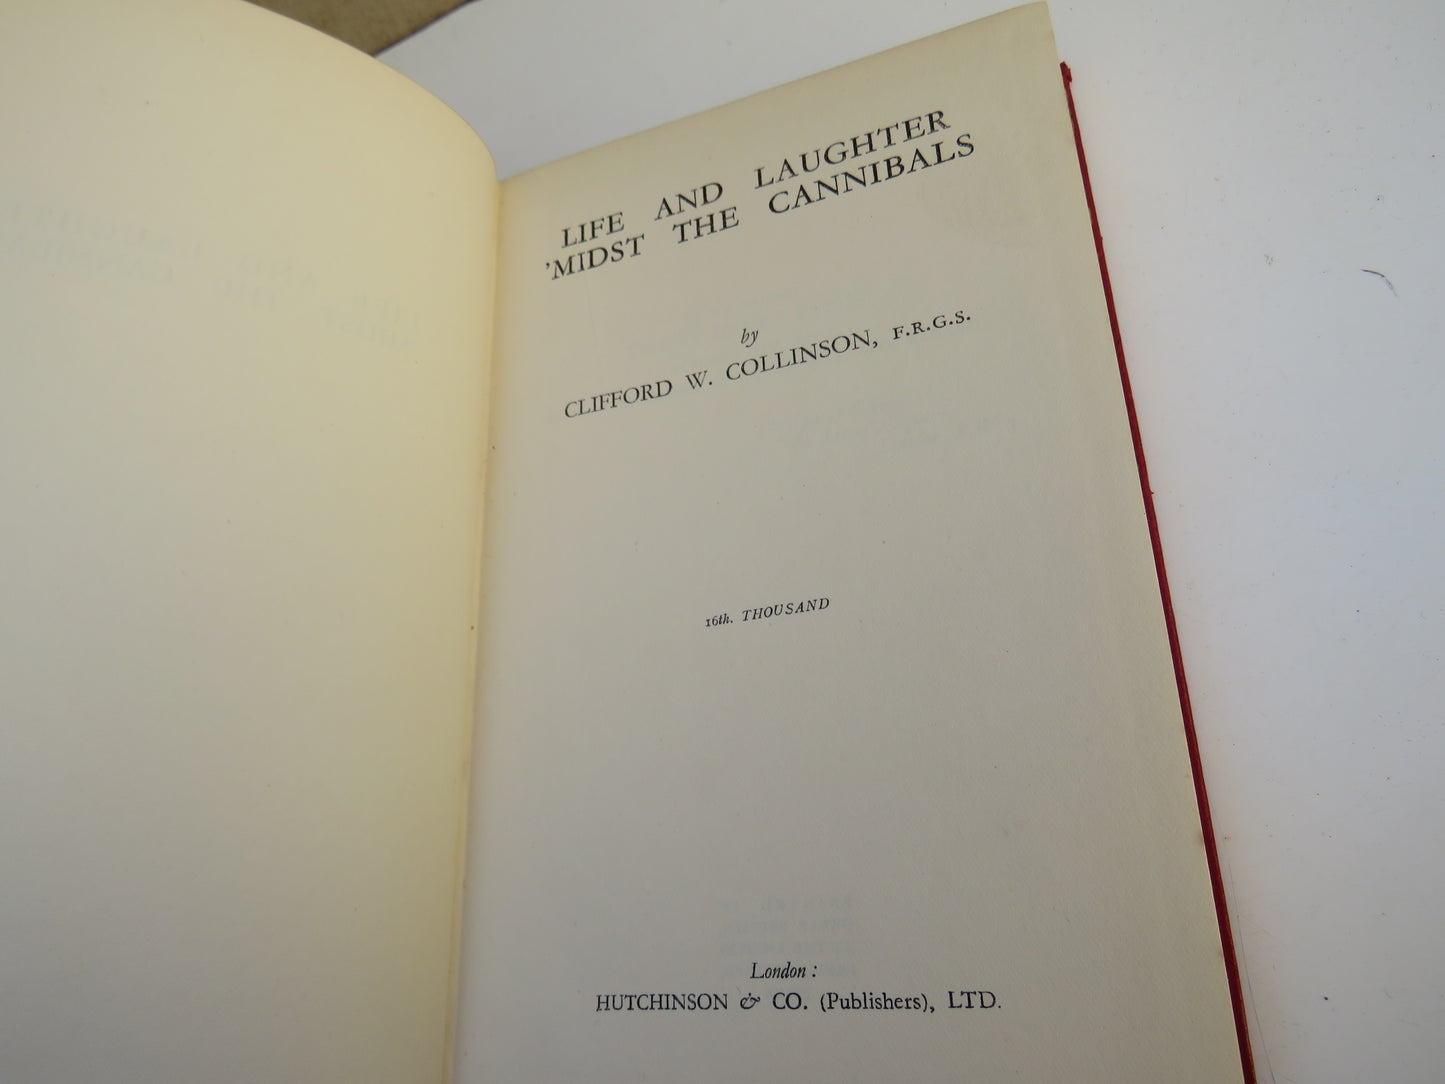 LIFE AND LAUGHTER
'MIDST THE CANNIBALS
by
CLIFFORD W. COLLINSON, F.R.G.S.
16th. THOUSAND
London :
HUTCHINSON & CO. (Publishers), LTD.